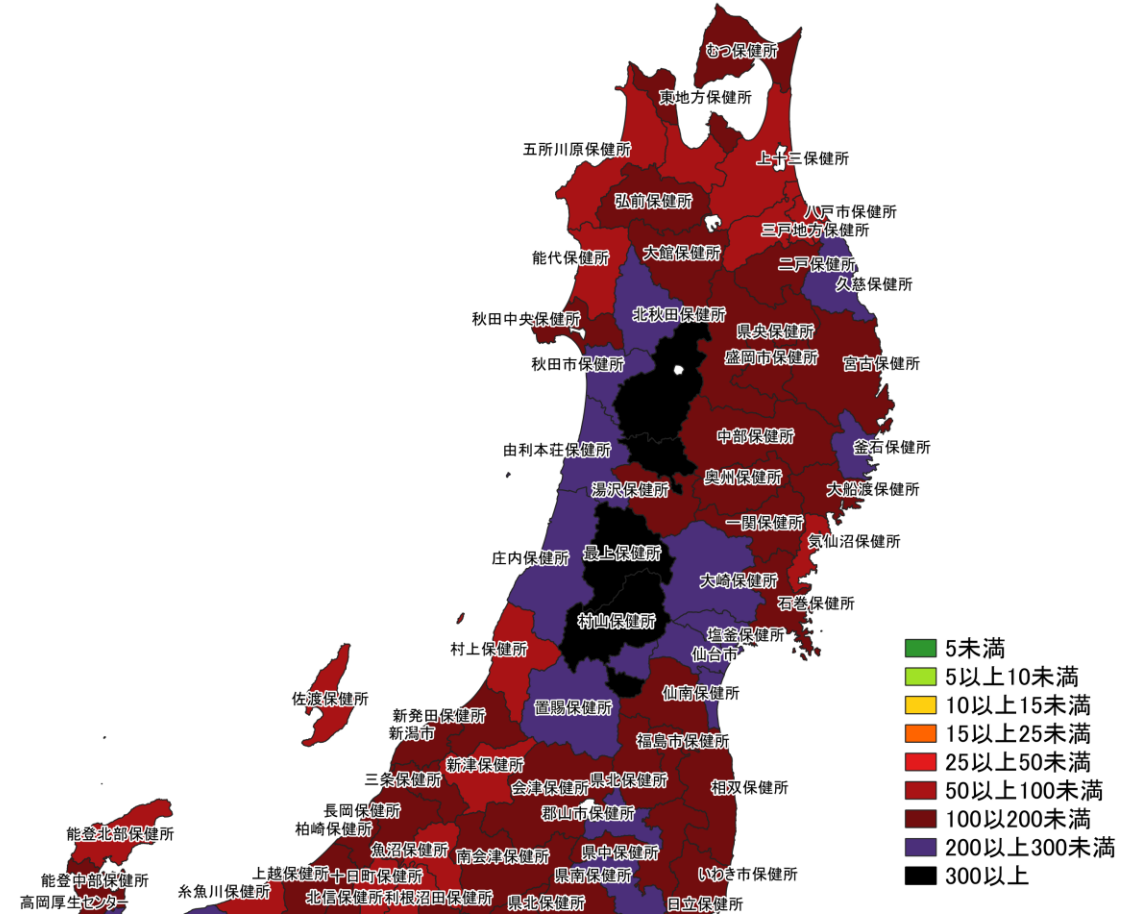 むつ保健所
東地方保健所
五所川原保健所
上十三保健所
弘前保健所
八戸市保健所
三戸地方保健所
能代保健所
大館保健所
二戸保健所
久慈保健所
秋田中央保健所
北秋田保健所
県央保健所
秋田市保健所
盛岡市保健所
宮古保健所
中部保健所
由利本荘保健所
釜石保健所
湯沢保健所
奥州保健所
大船渡保健所
一関保健所
気仙沼保健所
庄内保健所
最上保健所
大崎保健所
石巻保健所
村山保健所
塩釜保健所
村上保健所
仙台市
佐渡保健所
仙南保健所
置賜保健所
新発田保健所
新潟市
福島市保健所
新津保健所
三条保健所
会津保健所
県北保健所
相双保健所
長岡保健所
郡山市保健所
柏崎保健所
能登北部保健所
魚沼保健所
南会津保健所
県中保健所
上越保健所
十日町保健所
県南保健所
いわき市保健所
能登中部保健所
糸魚川保健所
北信保健所
利根沼田保健所
県北保健所
日立保健所
高岡厚生センター
5未満
5以上10未満
10以上15未満
15以上25未満
25以上50未満
50以上100未満
100以200未満
200以上300未満
300以上